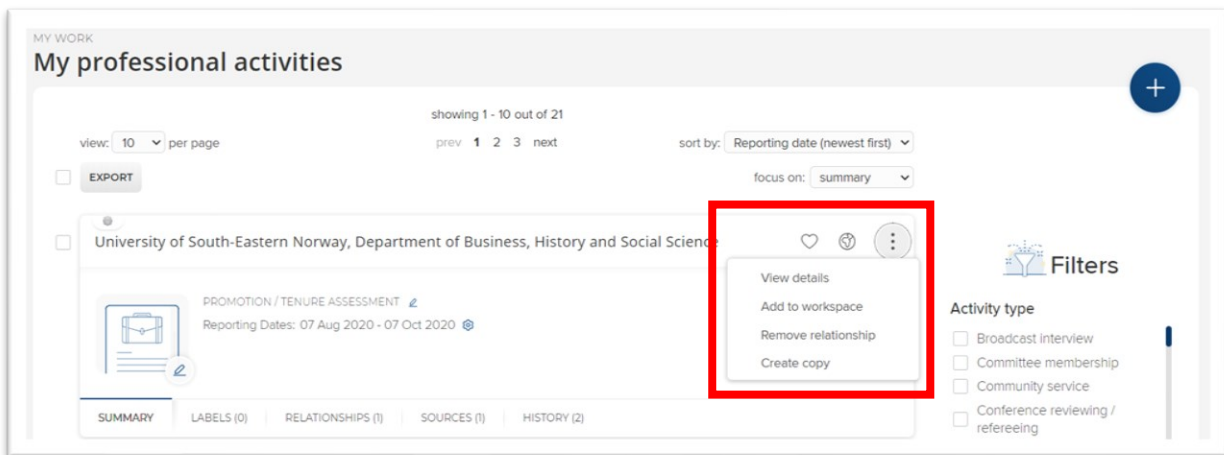 MY WORK
My professional activities
+
showing 1 - 10 out of 21
view: 10 per page
prev 1 2 3 next
sort by: Reporting date (newest first)
EXPORT
focus on: summary
University of South-Eastern Norway, Department of Business, History and Social Science
View details
Add to workspace
Remove relationship
Create copy
PROMOTION / TENURE ASSESSMENT
Reporting Dates: 07 Aug 2020 - 07 Oct 2020
SUMMARY LABELS (0) RELATIONSHIPS (1) SOURCES (1) HISTORY (2)
Filters
Activity type
Broadcast interview
Committee membership
Community service
Conference reviewing /
refereeing